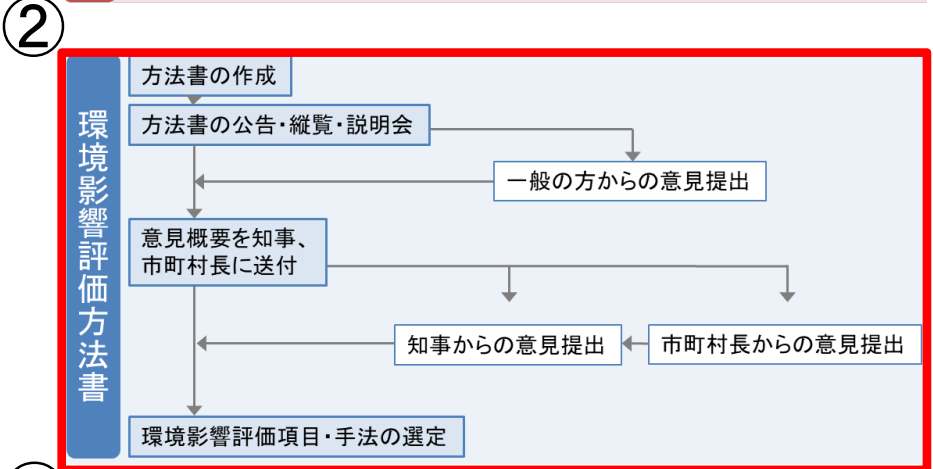 ②
環境影響評価方法書
方法書の作成
方法書の公告・縦覧・説明会
一般の方からの意見提出
意見概要を知事、
市町村長に送付
知事からの意見提出
市町村長からの意見提出
環境影響評価項目・手法の選定